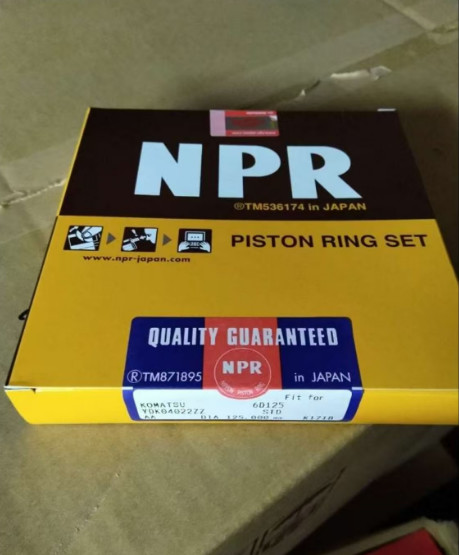 NPR
®TM536174 in JAPAN
PISTON RING SET
www.npr-japan.com
QUALITY GUARANTEED
NPR
®TM871895
in JAPAN
Fit for
KOMATSU 6D125
STD
AA DIA 125.000